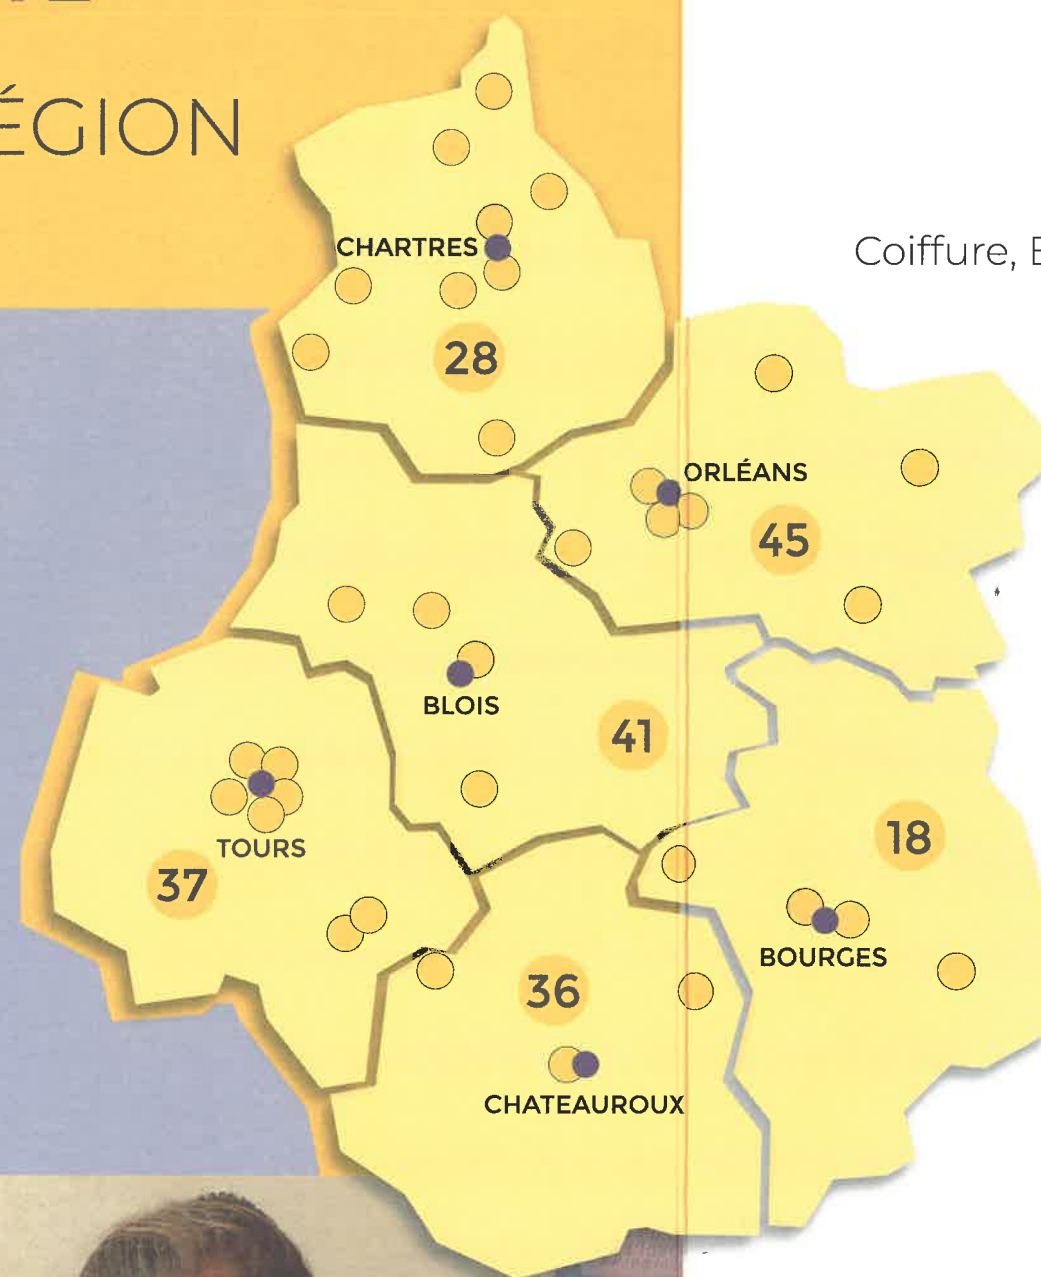 ÉGION
CHARTRES
Coiffure,
28
ORLÉANS
45
BLOIS
41
TOURS
37
18
BOURGES
36
CHATEAUROUX